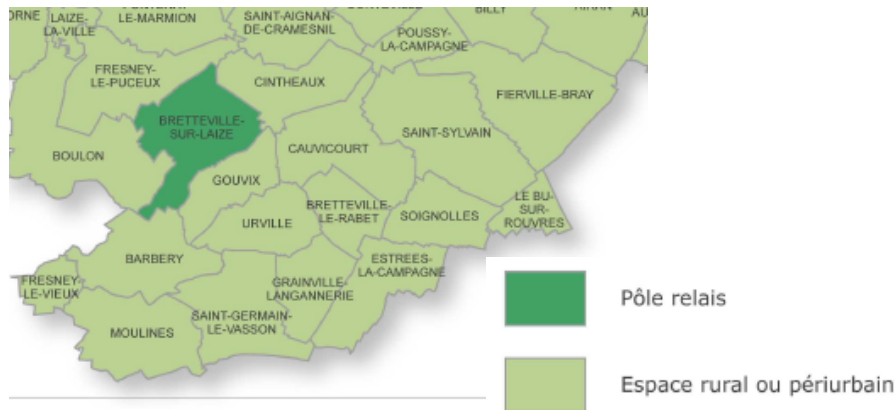 LAIZE-
LA-VILLE
LE-MARMION
SAINT-AIGNAN-
DE-CRAMESNIL
POUSSY-
LA-CAMPAGNE
BILLY
FRESNEY-
LE-PUCEUX
CINTHEAUX
FIERVILLE-BRAY
BRETTEVILLE-
SUR-LAIZE
SAINT-SYLVAIN
BOULON
CAUVICOURT
GOUVIX
BRETTEVILLE-
LE-RABET
SOIGNOLLES
LE BU-
SUR-
ROUVRES
URVILLE
BARBERY
ESTREES-
LA-CAMPAGNE
FRESNEY-
LE-VIEUX
GRAINVILLE-
LANGANNERIE
SAINT-GERMAIN-
LE-VASSON
MOULINES
Pôle relais
Espace rural ou périurbain